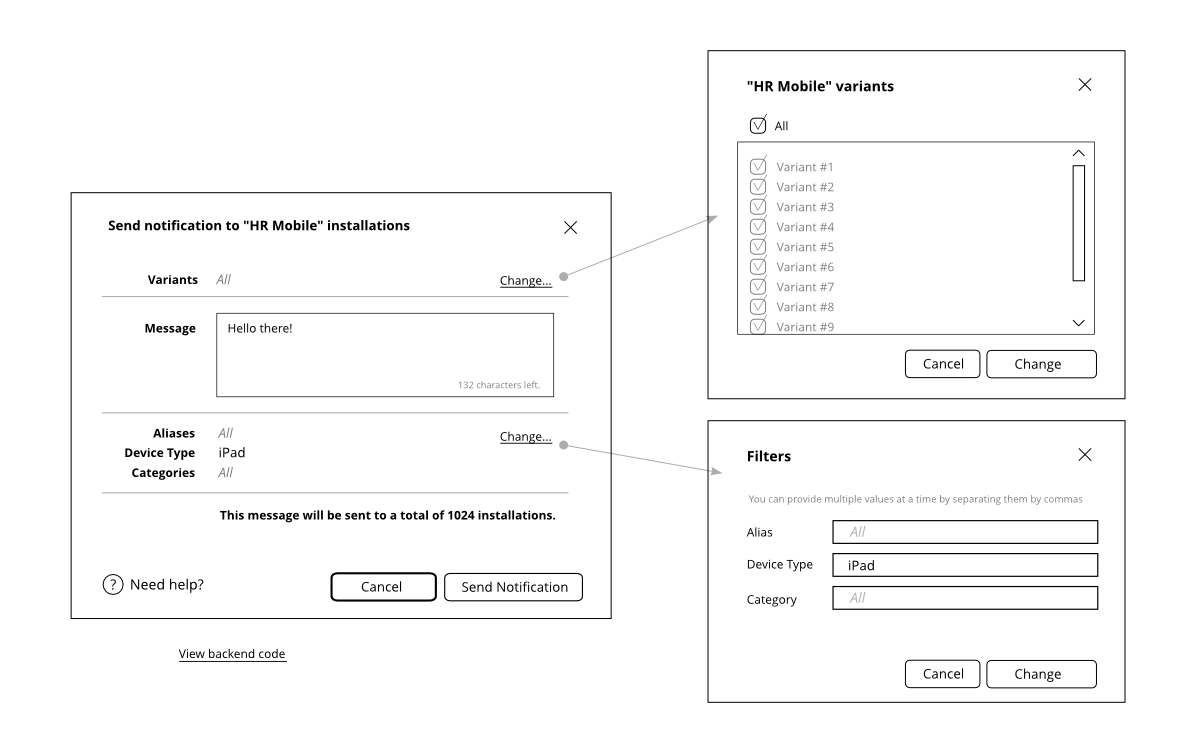 Send notification to "HR Mobile" installations
Variants All Change...
Message Hello there!
132 characters left.
Aliases All Change...
Device Type iPad
Categories All
This message will be sent to a total of 1024 installations.
? Need help? Cancel Send Notification
View backend code
"HR Mobile" variants
All
Variant #1
Variant #2
Variant #3
Variant #4
Variant #5
Variant #6
Variant #7
Variant #8
Variant #9
Cancel Change
Filters
You can provide multiple values at a time by separating them by commas
Alias All
Device Type iPad
Category All
Cancel Change